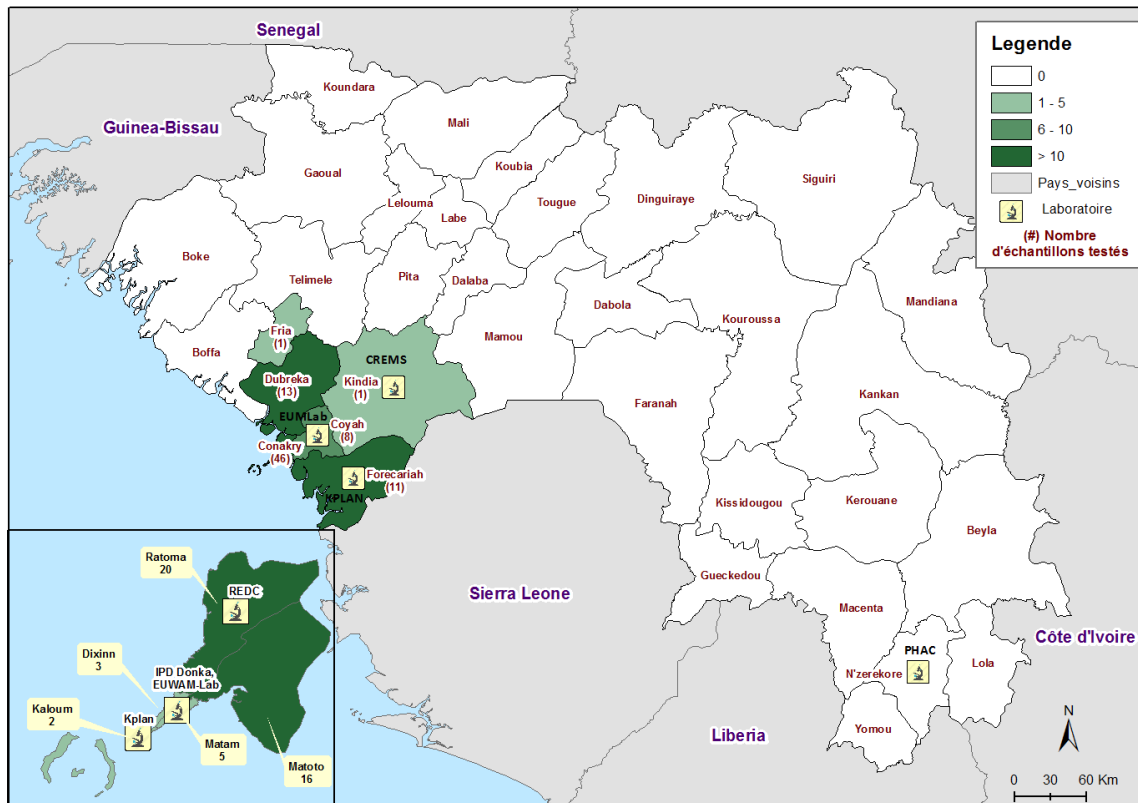 Senegal
Guinea-Bissau
Koundara
Mali
Koubia
Gaoual
Lelouma
Labe
Tougue
Dinguiraye
Siguiri
Boke
Telimele
Pita
Dalaba
Dabola
Kouroussa
Mandiana
Boffa
Fria
(1)
Mamou
Dubreka
(13)
CREMS
Kindia
(1)
Kankan
Faranah
EUMLab
Coyah
(8)
Conakry
(46)
Forecariah
(11)
KPLAN
Kissidougou
Kerouane
Beyla
Gueckedou
Macenta
Sierra Leone
Côte d'Ivoire
PHAC
N'zerekore
Lola
Yomou
Liberia
Legende
0
1 - 5
6 - 10
> 10
Pays_voisins
Laboratoire
(#) Nombre
d'échantillons testés
Ratoma
20
REDC
Dixinn
3
IPD Donka,
EUWAM-Lab
Kaloum
2
Kplan
Matam
5
Matoto
16
N
0 30 60 Km